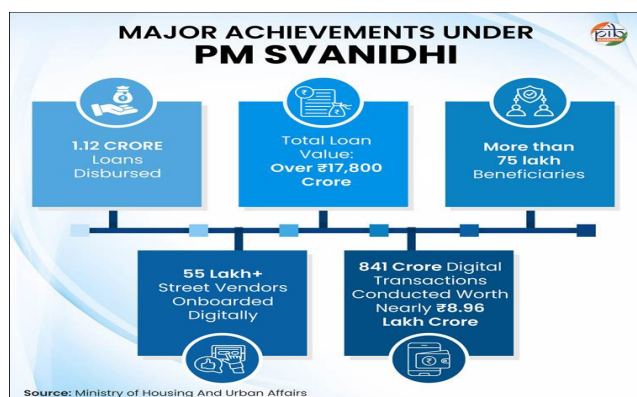 MAJOR ACHIEVEMENTS UNDER
PM SVANIDHI
pib
1.12 CRORE
Loans
Disbursed
Total Loan
Value:
Over ₹17,800
Crore
More than
75 lakh
Beneficiaries
55 Lakh+
Street Vendors
Onboarded
Digitally
841 Crore Digital
Transactions
Conducted Worth
Nearly ₹8.96
Lakh Crore
Source: Ministry of Housing And Urban Affairs